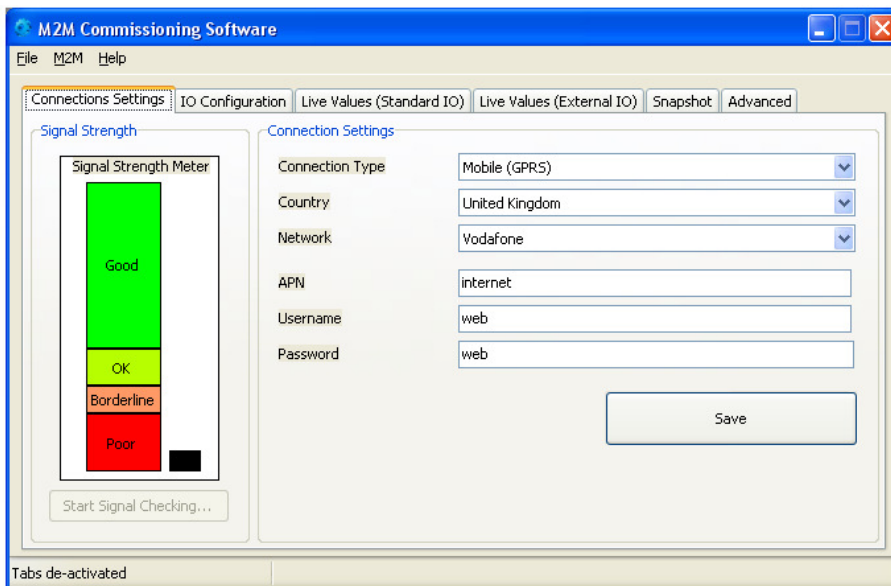 M2M Commissioning Software
File M2M Help
Connections Settings IO Configuration Live Values (Standard IO) Live Values (External IO) Snapshot Advanced
Signal Strength
Signal Strength Meter
Good
OK
Borderline
Poor
Start Signal Checking...
Connection Settings
Connection Type Mobile (GPRS)
Country United Kingdom
Network Vodafone
APN internet
Username web
Password web
Save
Tabs de-activated